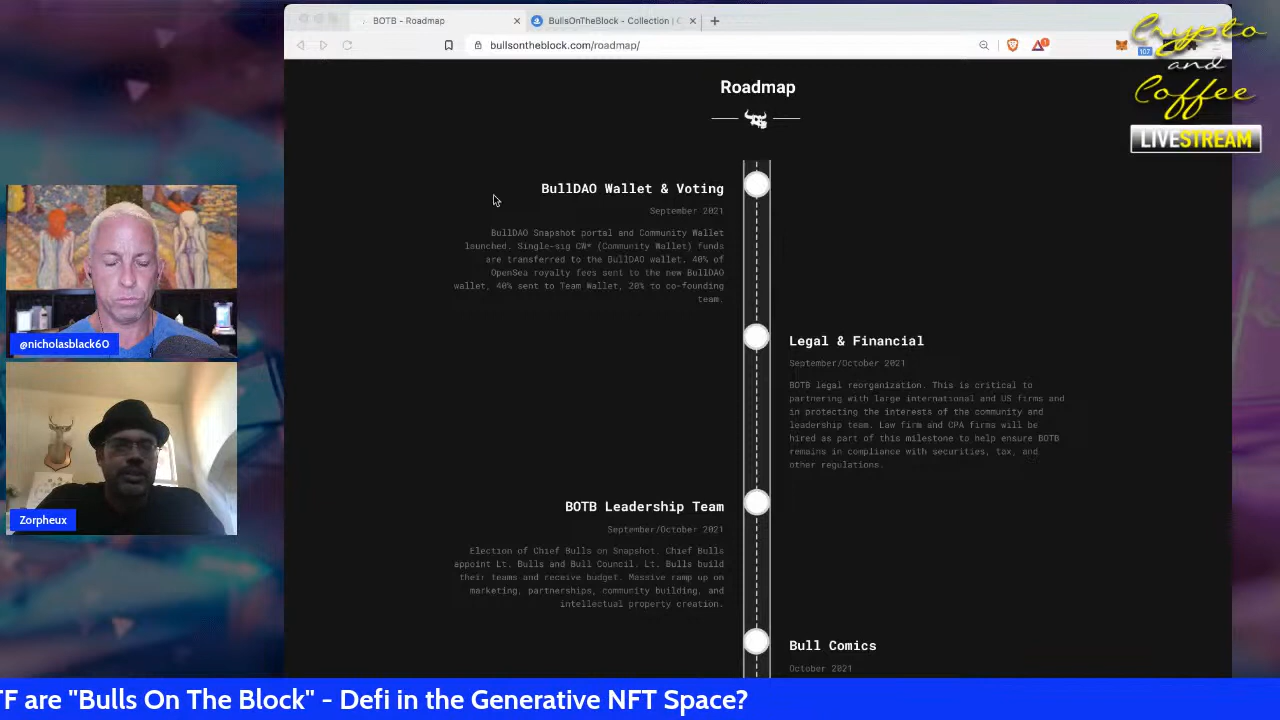 BOTB - Roadmap
BullsOnTheBlock - Collection |
bullsontheblock.com/roadmap/
107
Crypto
and
Coffee
LIVESTREAM
Roadmap
BullDAO Wallet & Voting
September 2021
BullDAO Snapshot portal and Community Wallet
launched. Single-sig CW* (Community Wallet) funds
are transferred to the BullDAO wallet. 40% of
OpenSea royalty fees sent to the new BullDAO
wallet, 40% sent to Team Wallet, 20% to co-founding
team.
Legal & Financial
September/October 2021
BOTB legal reorganization. This is critical to
partnering with large international and US firms and
in protecting the interests of the community and
leadership team. Law firm and CPA firms will be
hired as part of this milestone to help ensure BOTB
remains in compliance with securities, tax, and
other regulations.
BOTB Leadership Team
September/October 2021
Election of Chief Bulls on Snapshot. Chief Bulls
appoint Lt. Bulls and Bull Council. Lt. Bulls build
their teams and receive budget. Massive ramp up on
marketing, partnerships, community building, and
intellectual property creation.
Bull Comics
October 2021
@nicholasblack60
Zorpheux
TF are "Bulls On The Block" - Defi in the Generative NFT Space?